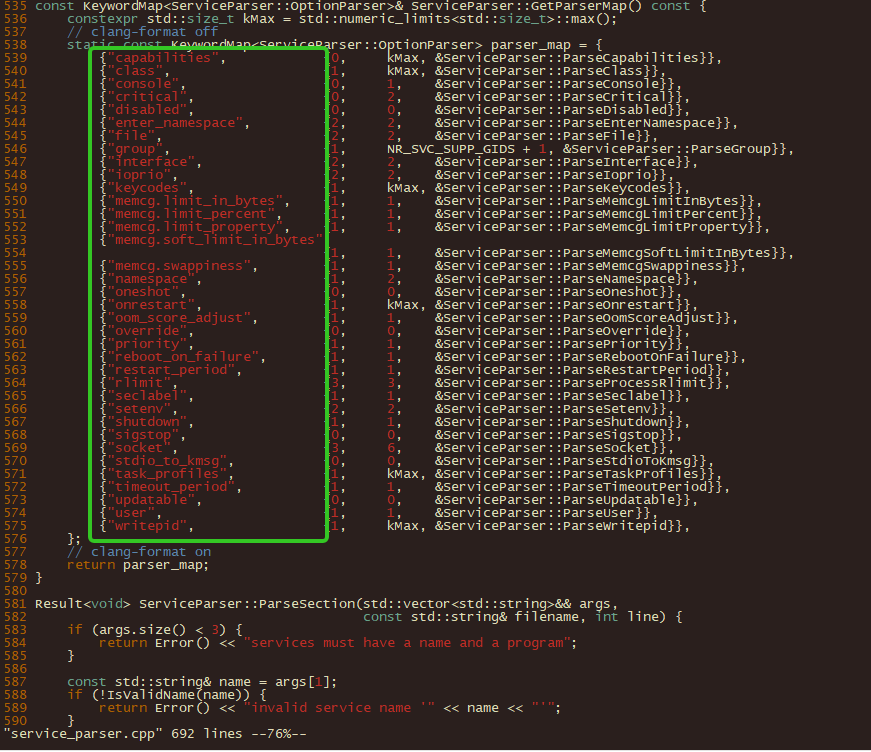 535 const KeywordMap<ServiceParser::OptionParser>& ServiceParser::GetParserMap() const {
536     constexpr std::size_t kMax = std::numeric_limits<std::size_t>::max();
537     // clang-format off
538     static const KeywordMap<ServiceParser::OptionParser> parser_map = {
539         {"capabilities",            {0,     kMax, &ServiceParser::ParseCapabilities}},
540         {"class",                   {1,     kMax, &ServiceParser::ParseClass}},
541         {"console",                 {0,     1,    &ServiceParser::ParseConsole}},
542         {"critical",                {0,     2,    &ServiceParser::ParseCritical}},
543         {"disabled",                {0,     0,    &ServiceParser::ParseDisabled}},
544         {"enter_namespace",         {2,     2,    &ServiceParser::ParseEnterNamespace}},
545         {"file",                    {2,     2,    &ServiceParser::ParseFile}},
546         {"group",                   {1,     NR_SVC_SUPP_GIDS + 1, &ServiceParser::ParseGroup}},
547         {"interface",               {2,     2,    &ServiceParser::ParseInterface}},
548         {"ioprio",                  {2,     2,    &ServiceParser::ParseIoprio}},
549         {"keycodes",                {1,     kMax, &ServiceParser::ParseKeycodes}},
550         {"memcg.limit_in_bytes",    {1,     1,    &ServiceParser::ParseMemcgLimitInBytes}},
551         {"memcg.limit_percent",     {1,     1,    &ServiceParser::ParseMemcgLimitPercent}},
552         {"memcg.limit_property",    {1,     1,    &ServiceParser::ParseMemcgLimitProperty}},
553         {"memcg.soft_limit_in_bytes"
554                                     {1,     1,    &ServiceParser::ParseMemcgSoftLimitInBytes}},
555         {"memcg.swappiness",        {1,     1,    &ServiceParser::ParseMemcgSwappiness}},
556         {"namespace",               {1,     2,    &ServiceParser::ParseNamespace}},
557         {"oneshot",                 {0,     0,    &ServiceParser::ParseOneshot}},
558         {"onrestart",               {1,     kMax, &ServiceParser::ParseOnrestart}},
559         {"oom_score_adjust",        {1,     1,    &ServiceParser::ParseOomScoreAdjust}},
560         {"override",                {0,     0,    &ServiceParser::ParseOverride}},
561         {"priority",                {1,     1,    &ServiceParser::ParsePriority}},
562         {"reboot_on_failure",       {1,     1,    &ServiceParser::ParseRebootOnFailure}},
563         {"restart_period",          {1,     1,    &ServiceParser::ParseRestartPeriod}},
564         {"rlimit",                  {3,     3,    &ServiceParser::ParseProcessRlimit}},
565         {"seclabel",                {1,     1,    &ServiceParser::ParseSeclabel}},
566         {"setenv",                  {2,     2,    &ServiceParser::ParseSetenv}},
567         {"shutdown",                {1,     1,    &ServiceParser::ParseShutdown}},
568         {"sigstop",                 {0,     0,    &ServiceParser::ParseSigstop}},
569         {"socket",                  {3,     6,    &ServiceParser::ParseSocket}},
570         {"stdio_to_kmsg",           {0,     0,    &ServiceParser::ParseStdioToKmsg}},
571         {"task_profiles",           {1,     kMax, &ServiceParser::ParseTaskProfiles}},
572         {"timeout_period",          {1,     1,    &ServiceParser::ParseTimeoutPeriod}},
573         {"updatable",               {0,     0,    &ServiceParser::ParseUpdatable}},
574         {"user",                    {1,     1,    &ServiceParser::ParseUser}},
575         {"writepid",                {1,     kMax, &ServiceParser::ParseWritepid}},
576     };
577     // clang-format on
578     return parser_map;
579 }
580
581 Result<void> ServiceParser::ParseSection(std::vector<std::string>&& args,
582                                          const std::string& filename, int line) {
583     if (args.size() < 3) {
584         return Error() << "services must have a name and a program";
585     }
586
587     const std::string& name = args[1];
588     if (!IsValidName(name)) {
589         return Error() << "invalid service name '" << name << "'";
590     }
"service_parser.cpp" 692 lines --76%--